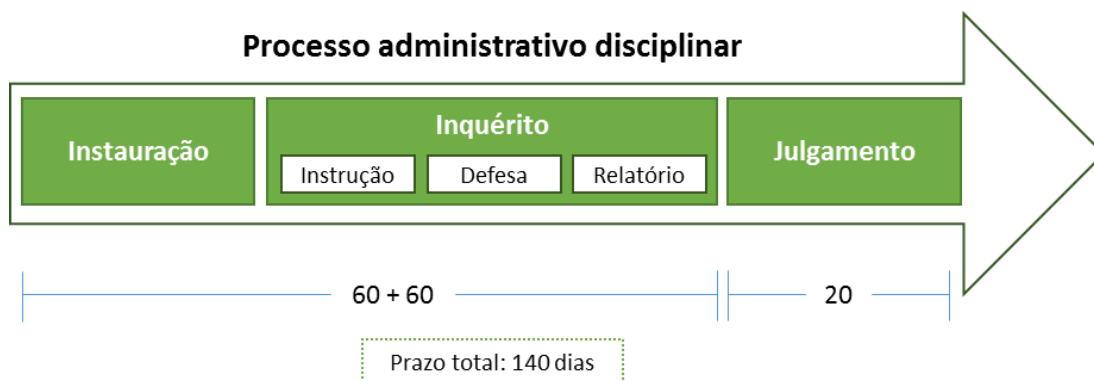 Processo administrativo disciplinar
Instauração
Inquérito
Instrução
Defesa
Relatório
Julgamento
60 + 60
20
Prazo total: 140 dias